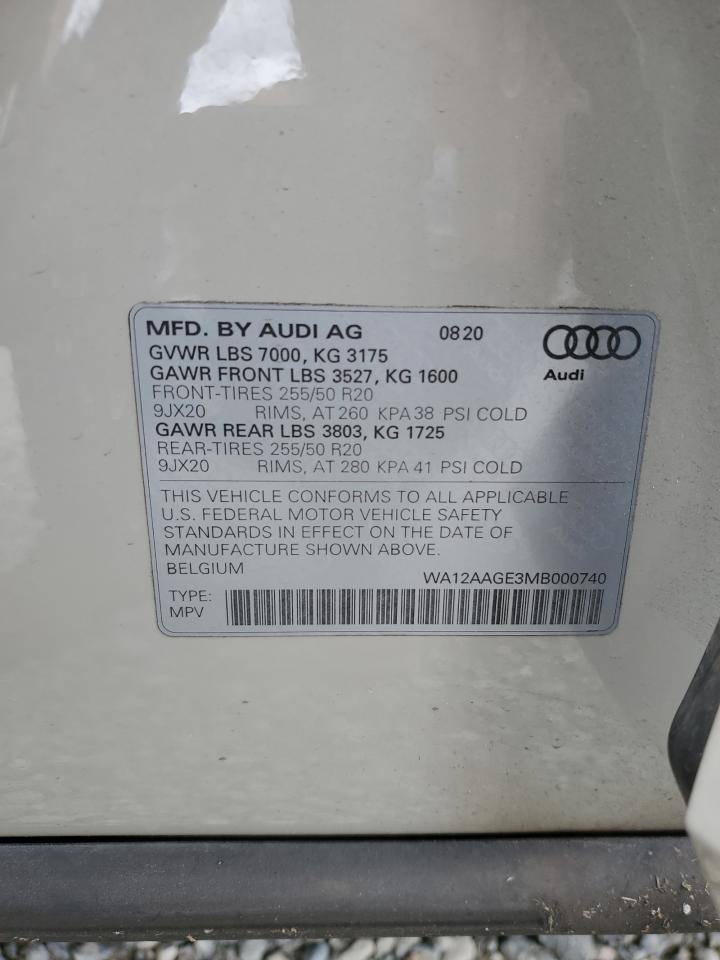 MFD. BY AUDI AG 0820
GVWR LBS 7000, KG 3175
GAWR FRONT LBS 3527, KG 1600
Audi
FRONT-TIRES 255/50 R20
9JX20 RIMS, AT 260 KPA 38 PSI COLD
GAWR REAR LBS 3803, KG 1725
REAR-TIRES 255/50 R20
9JX20 RIMS, AT 280 KPA 41 PSI COLD
THIS VEHICLE CONFORMS TO ALL APPLICABLE
U.S. FEDERAL MOTOR VEHICLE SAFETY
STANDARDS IN EFFECT ON THE DATE OF
MANUFACTURE SHOWN ABOVE.
BELGIUM WA12AAGE3MB000740
TYPE:
MPV